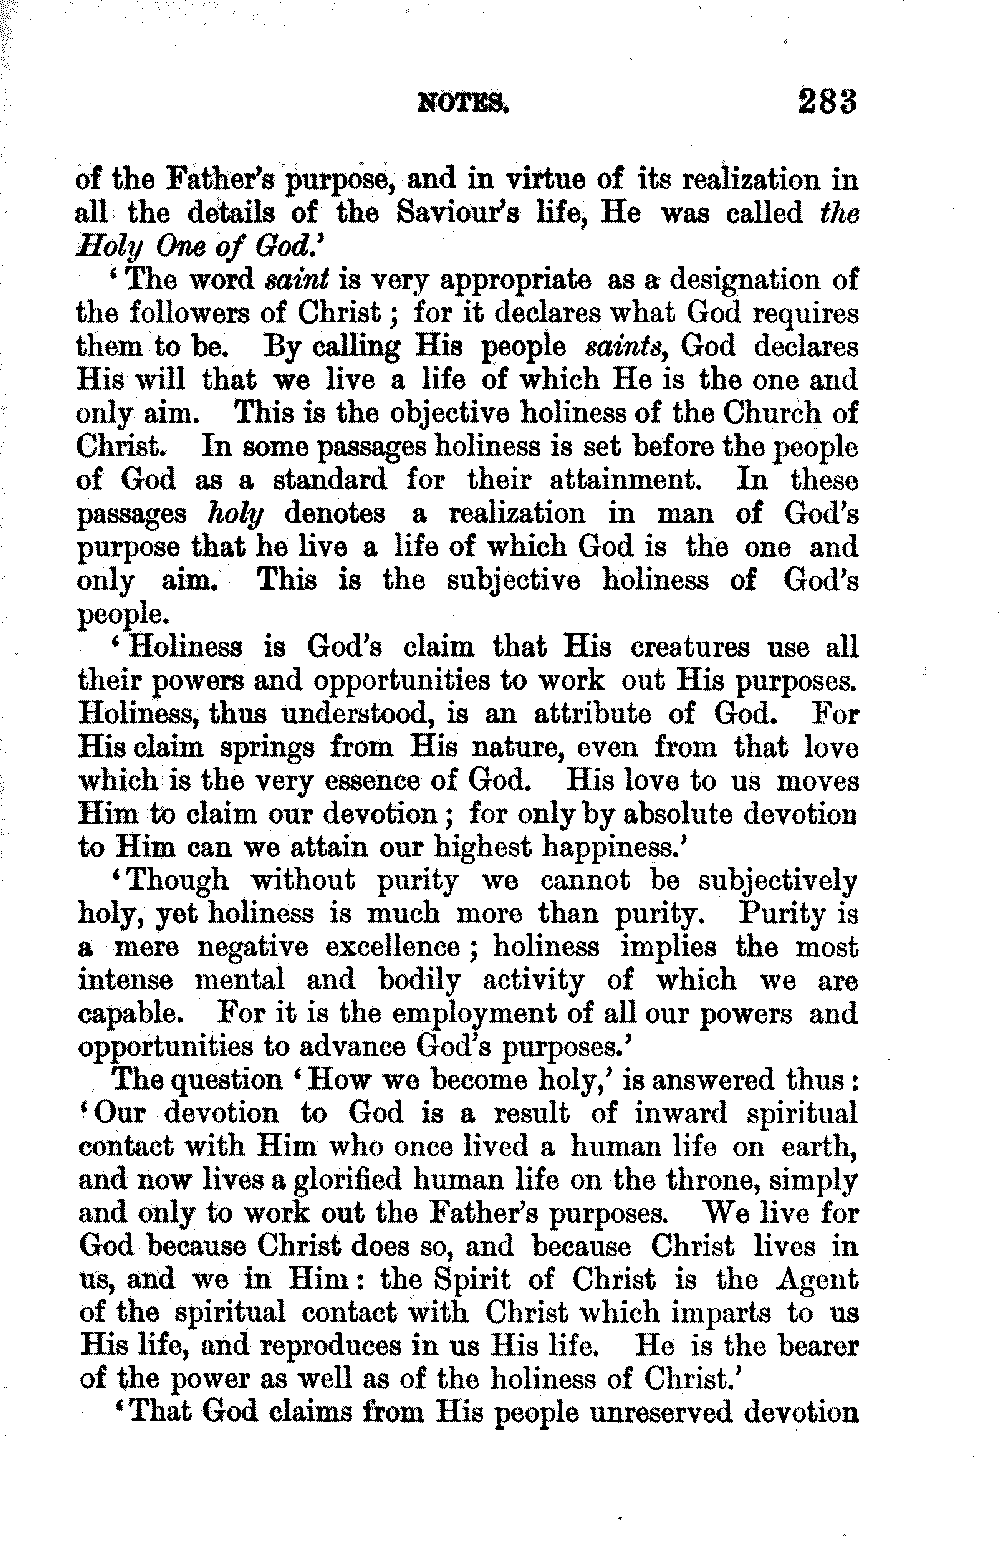 NOTES. 283
of the Father's purpose, and in virtue of its realization in
all the details of the Saviour's life, He was called the
Holy One of God.'
‘The word saint is very appropriate as a designation of
the followers of Christ ; for it declares what God requires
them to be. By calling His people saints, God declares
His will that we live a life of which He is the one and
only aim. This is the objective holiness of the Church of
Christ. In some passages holiness is set before the people
of God as a standard for their attainment. In these
passages holy denotes a realization in man of God's
purpose that he live a life of which God is the one and
only aim. This is the subjective holiness of God's
people.
‘Holiness is God's claim that His creatures use all
their powers and opportunities to work out His purposes.
Holiness, thus understood, is an attribute of God. For
His claim springs from His nature, even from that love
which is the very essence of God. His love to us moves
Him to claim our devotion ; for only by absolute devotion
to Him can we attain our highest happiness.'
‘Though without purity we cannot be subjectively
holy, yet holiness is much more than purity. Purity is
a mere negative excellence ; holiness implies the most
intense mental and bodily activity of which we are
capable. For it is the employment of all our powers and
opportunities to advance God's purposes.'
The question ‘How we become holy,' is answered thus :
‘Our devotion to God is a result of inward spiritual
contact with Him who once lived a human life on earth,
and now lives a glorified human life on the throne, simply
and only to work out the Father's purposes. We live for
God because Christ does so, and because Christ lives in
us, and we in Him : the Spirit of Christ is the Agent
of the spiritual contact with Christ which imparts to us
His life, and reproduces in us His life. He is the bearer
of the power as well as of the holiness of Christ.'
‘That God claims from His people unreserved devotion